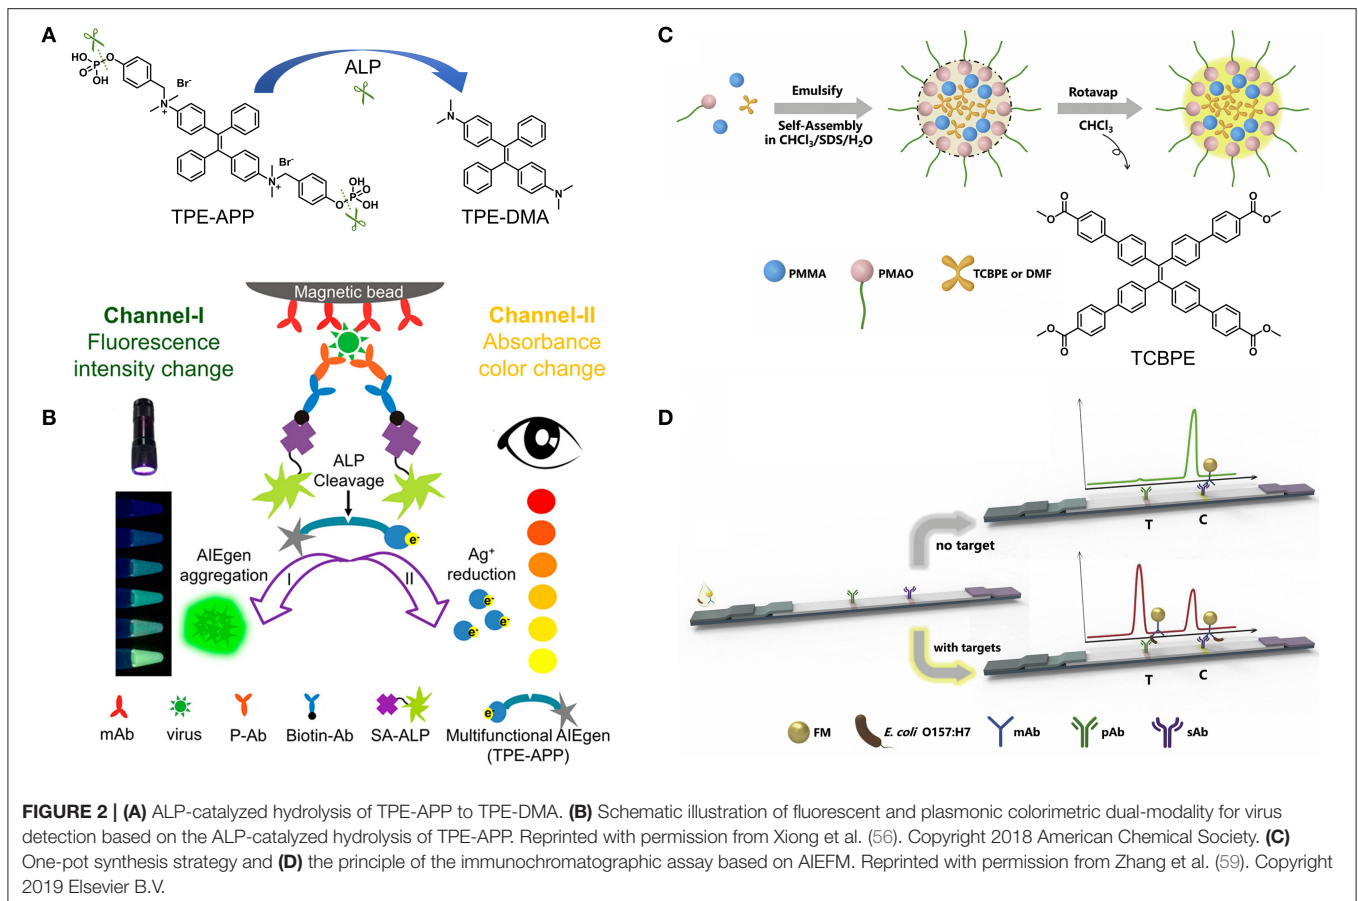 A
HO
OH
P
O
O
Br-
N
+
Br-
N
+
O
P
OH
O
OH
TPE-APP
ALP
N
N
TPE-DMA
C
Emulsify
Self-Assembly
in CHCl3/SDS/H2O
Rotavap
CHCl3
PMMA
PMAO
TCBPE or DMF
O
O
O
O
O
O
O
O
TCBPE
B
Magnetic bead
Channel-I
Fluorescence
intensity change
Channel-II
Absorbance
color change
ALP
Cleavage
e-
AIEgen
aggregation
I
II
Ag+
reduction
e-
e-
e-
mAb
virus
P-Ab
Biotin-Ab
SA-ALP
e-
Multifunctional AIEgen
(TPE-APP)
D
T
C
no target
with targets
T
C
FM
E. coli O157:H7
mAb
pAb
sAb
FIGURE 2 | (A) ALP-catalyzed hydrolysis of TPE-APP to TPE-DMA. (B) Schematic illustration of fluorescent and plasmonic colorimetric dual-modality for virus
detection based on the ALP-catalyzed hydrolysis of TPE-APP. Reprinted with permission from Xiong et al. (56). Copyright 2018 American Chemical Society. (C)
One-pot synthesis strategy and (D) the principle of the immunochromatographic assay based on AIEFM. Reprinted with permission from Zhang et al. (59). Copyright
2019 Elsevier B.V.